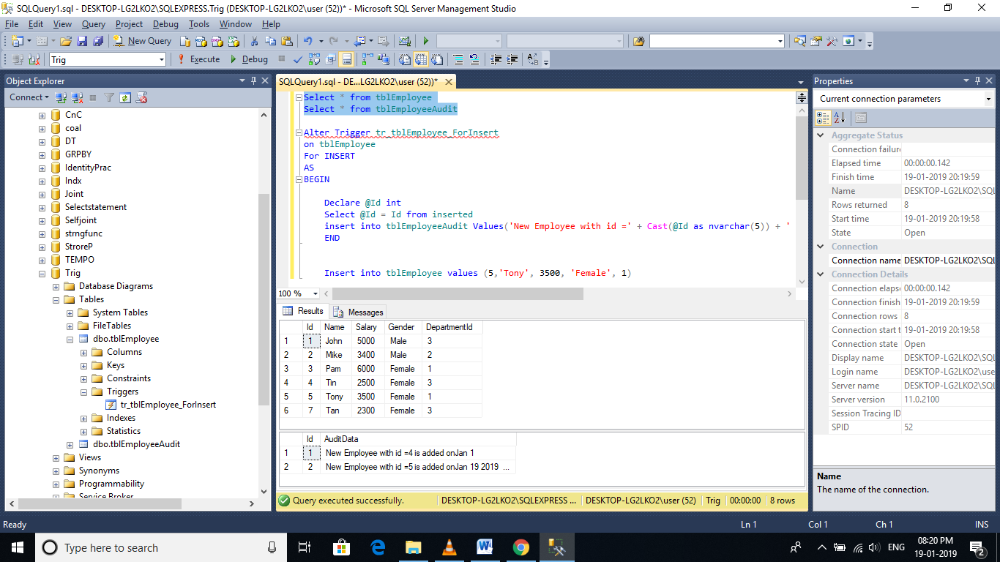 SQLQuery1.sql - DESKTOP-LG2LKO2\SQLEXPRESS.Trig (DESKTOP-LG2LKO2\user (52))* - Microsoft SQL Server Management Studio
File Edit View Query Project Debug Tools Window Help
New Query
Trig Execute Debug
Object Explorer
Connect
CnC
coal
DT
GRPBY
IdentityPrac
Indx
Joint
Selectstatement
Selfjoint
strngfunc
StroreP
TEMPO
Trig
Database Diagrams
Tables
System Tables
FileTables
dbo.tblEmployee
Columns
Keys
Constraints
Triggers
tr_tblEmployee_ForInsert
Indexes
Statistics
dbo.tblEmployeeAudit
Views
Synonyms
Programmability
Service Broker
SQLQuery1.sql - DE...LG2LKO2\user (52))*
Select * from tblEmployee
Select * from tblEmployeeAudit
Alter Trigger tr_tblEmployee_ForInsert
on tblEmployee
For INSERT
AS
BEGIN
Declare @Id int
Select @Id = Id from inserted
insert into tblEmployeeAudit Values('New Employee with id =' + Cast(@Id as nvarchar(5)) + '
END
Insert into tblEmployee values (5,'Tony', 3500, 'Female', 1)
100 %
Results Messages
Id Name Salary Gender DepartmentId
1 1 John 5000 Male 3
2 2 Mike 3400 Male 2
3 3 Pam 6000 Female 1
4 4 Tin 2500 Female 3
5 5 Tony 3500 Female 1
6 7 Tan 2300 Female 3
Id AuditData
1 1 New Employee with id =4 is added onJan 1
2 2 New Employee with id =5 is added onJan 19 2019 ...
Query executed successfully. DESKTOP-LG2LKO2\SQLEXPRESS ... DESKTOP-LG2LKO2\user (52) Trig 00:00:00 8 rows
Properties
Current connection parameters
Aggregate Status
Connection failure
Elapsed time 00:00:00.142
Finish time 19-01-2019 20:19:59
Name DESKTOP-LG2LKO2\SQL
Rows returned 8
Start time 19-01-2019 20:19:58
State Open
Connection
Connection name DESKTOP-LG2LKO2\SQL
Connection Details
Connection elaps 00:00:00.142
Connection finish 19-01-2019 20:19:59
Connection rows 8
Connection start t 19-01-2019 20:19:58
Connection state Open
Display name DESKTOP-LG2LKO2\SQL
Login name DESKTOP-LG2LKO2\use
Server name DESKTOP-LG2LKO2\SQL
Server version 11.0.2100
Session Tracing ID
SPID 52
Name
The name of the connection.
Ready Ln 1 Col 1 Ch 1 INS
Type here to search
ENG
08:20 PM
19-01-2019
2